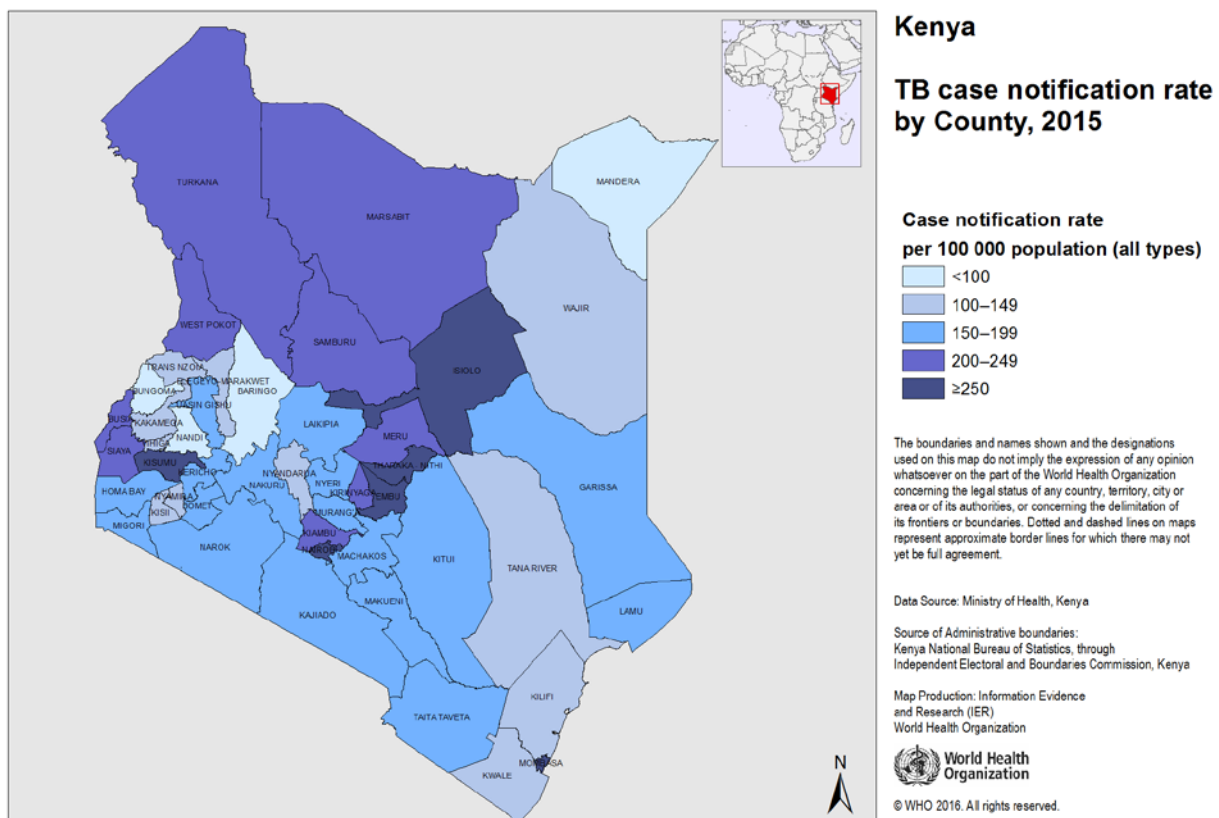 Kenya
TB case notification rate
by County, 2015
Case notification rate
per 100 000 population (all types)
<100
100–149
150–199
200–249
≥250
The boundaries and names shown and the designations
used on this map do not imply the expression of any opinion
whatsoever on the part of the World Health Organization
concerning the legal status of any country, territory, city or
area or of its authorities, or concerning the delimitation of
its frontiers or boundaries. Dotted and dashed lines on maps
represent approximate border lines for which there may not
yet be full agreement.
Data Source: Ministry of Health, Kenya
Source of Administrative boundaries:
Kenya National Bureau of Statistics, through
Independent Electoral and Boundaries Commission, Kenya
Map Production: Information Evidence
and Research (IER)
World Health Organization
World Health
Organization
© WHO 2016. All rights reserved.
TURKANA
MANDERA
MARSABIT
WAJIR
WEST POKOT
SAMBURU
TRANS NZOIA
ISIOLO
ELEGEYO-MARAKWET
BUNGOMA
BARINGO
UASIN GISHU
BUSIA
KAKAMEGA
LAIKIPIA
NANDI
MERU
VIHIGA
SIAYA
KISUMU
THARAKA - NITHI
KERICHO
NYANDARUA
NYERI
GARISSA
HOMA BAY
NAKURU
KIRINYAGA
EMBU
NYAMIRA
BOMET
MURANG'A
KISII
MIGORI
KIAMBU
NAROK
NAIROBI
MACHAKOS
KITUI
TANA RIVER
MAKUENI
KAJIADO
LAMU
KILIFI
TAITA TAVETA
MOMBASA
KWALE
N